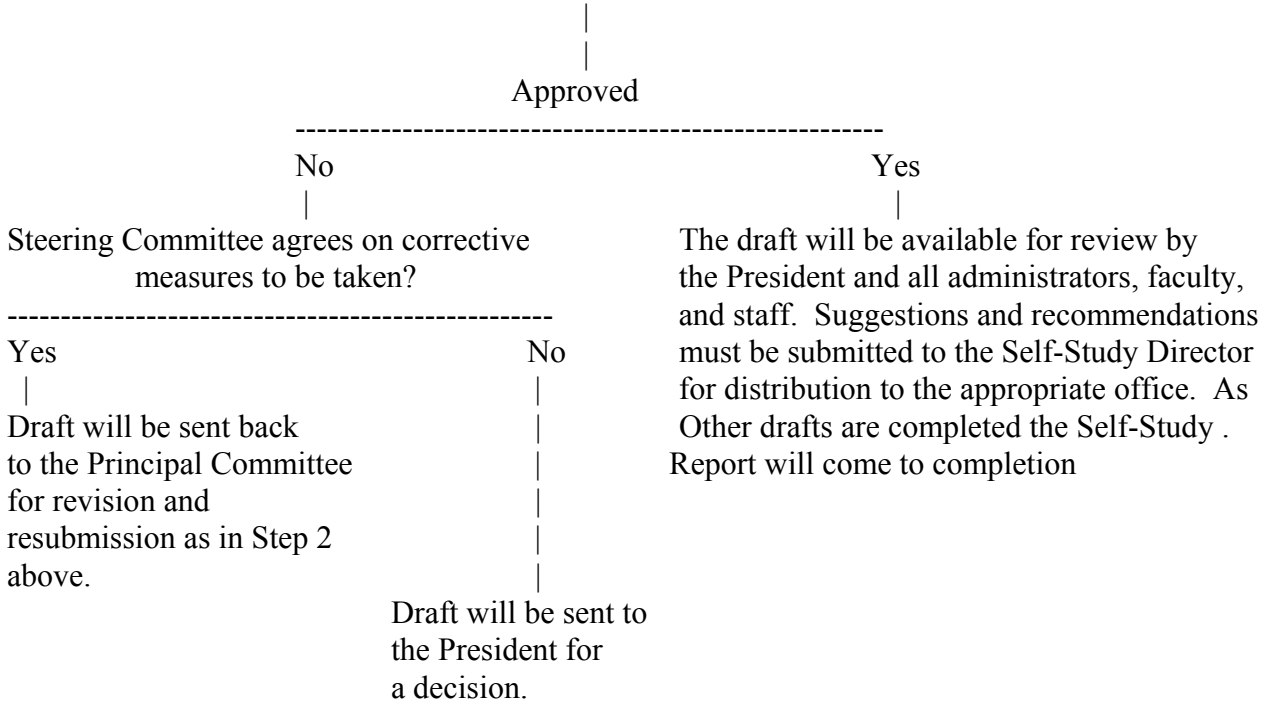 Approved
No Yes
Steering Committee agrees on corrective
measures to be taken?
Yes No
Draft will be sent back
to the Principal Committee
for revision and
resubmission as in Step 2
above.
Draft will be sent to
the President for
a decision.
The draft will be available for review by
the President and all administrators, faculty,
and staff. Suggestions and recommendations
must be submitted to the Self-Study Director
for distribution to the appropriate office. As
Other drafts are completed the Self-Study .
Report will come to completion